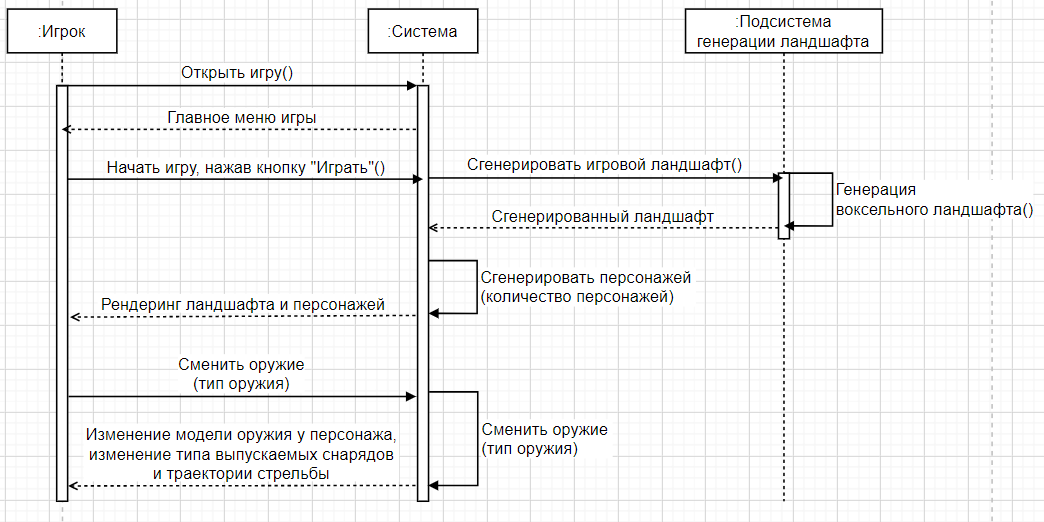 :Игрок
:Система
:Подсистема
генерации ландшафта
Открыть игру()
Главное меню игры
Начать игру, нажав кнопку "Играть"()
Сгенерировать игровой ландшафт()
Генерация
воксельного ландшафта()
Сгенерированный ландшафт
Сгенерировать персонажей
(количество персонажей)
Рендеринг ландшафта и персонажей
Сменить оружие
(тип оружия)
Сменить оружие
(тип оружия)
Изменение модели оружия у персонажа,
изменение типа выпускаемых снарядов
и траектории стрельбы